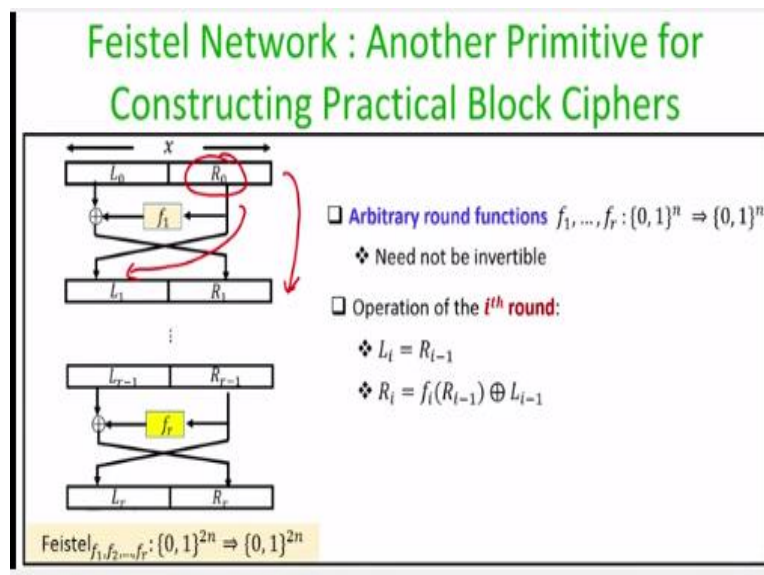 Feistel Network : Another Primitive for
Constructing Practical Block Ciphers
x
L₀ R₀
⊕ f₁
L₁ R₁
⋮
Lᵣ₋₁ Rᵣ₋₁
⊕ fᵣ
Lᵣ Rᵣ
Feistel_{f₁,f₂,…,fᵣ}: {0, 1}²ⁿ ⇒ {0, 1}²ⁿ
❑ Arbitrary round functions f₁, … , fᵣ : {0, 1}ⁿ ⇒ {0, 1}ⁿ
❖ Need not be invertible
❑ Operation of the iᵗʰ round:
❖ Lᵢ = Rᵢ₋₁
❖ Rᵢ = fᵢ(Rᵢ₋₁) ⊕ Lᵢ₋₁